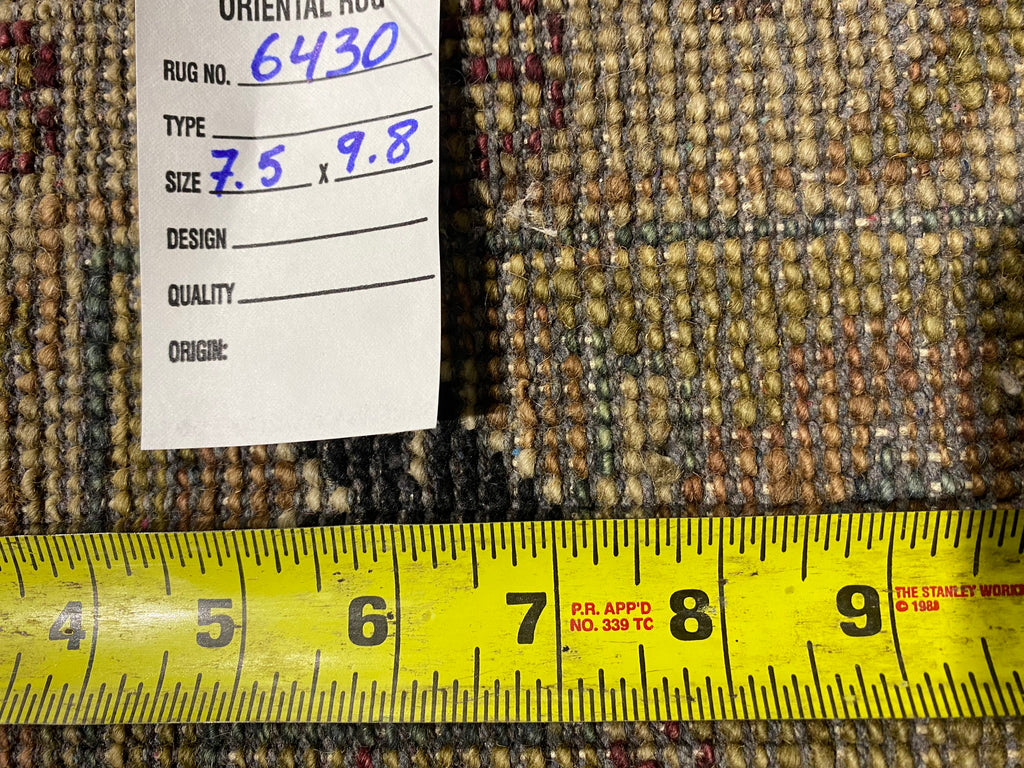 ORIENTAL RUG
RUG NO. 6430
TYPE
SIZE 7.5 X 9.8
DESIGN
QUALITY
ORIGIN:
4 5 6 7 P.R. APP'D NO. 339 TC 8 9 THE STANLEY WORKS © 1988